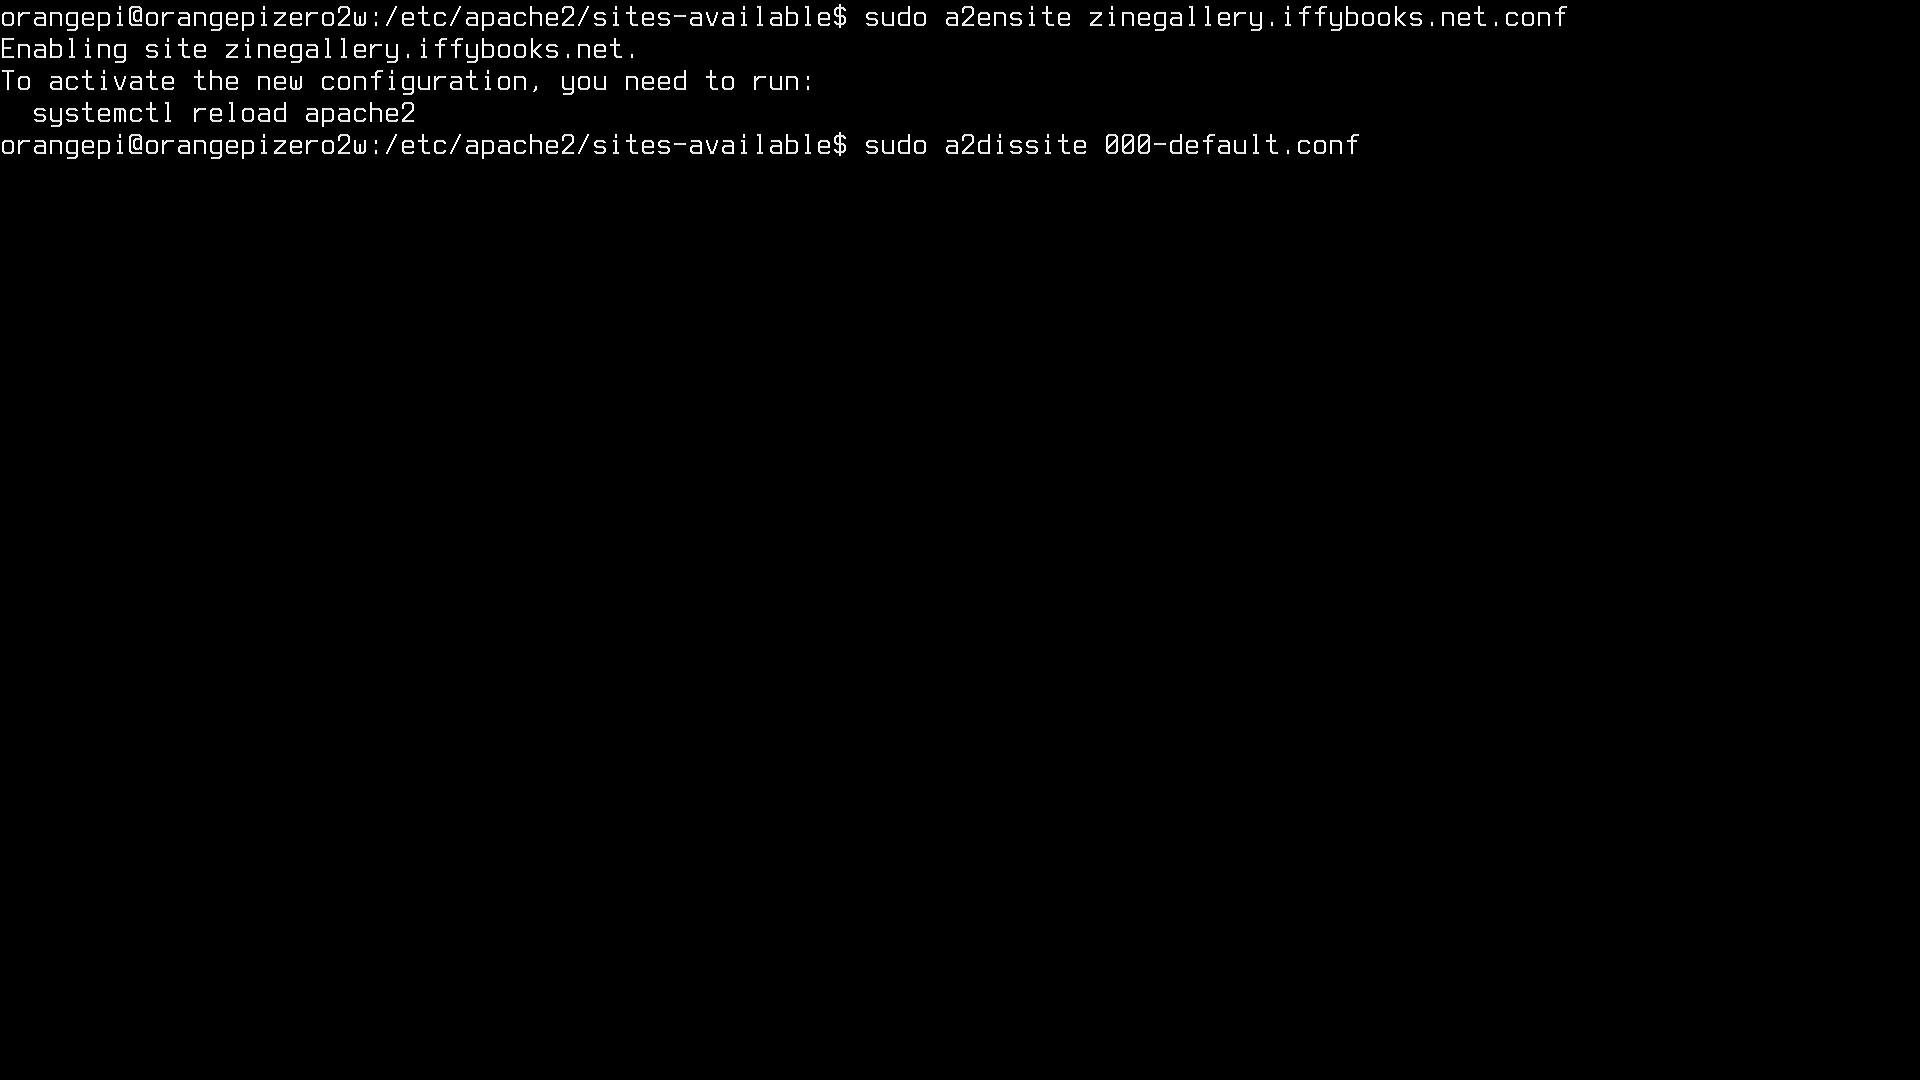 orangepi@orangepizero2w:/etc/apache2/sites-available$ sudo a2ensite zinegallery.iffybooks.net.conf
Enabling site zinegallery.iffybooks.net.
To activate the new configuration, you need to run:
  systemctl reload apache2
orangepi@orangepizero2w:/etc/apache2/sites-available$ sudo a2dissite 000-default.conf